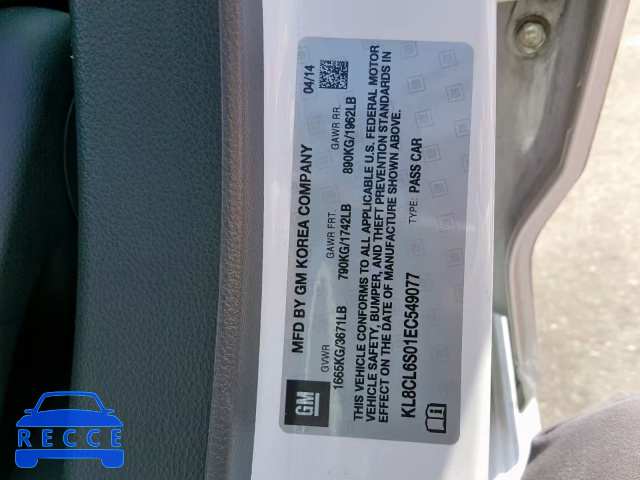 GM
MFD BY GM KOREA COMPANY
04/14
GVWR
GAWR FRT.
GAWR RR.
1665KG/3671LB
790KG/1742LB
890KG/1962LB
THIS VEHICLE CONFORMS TO ALL APPLICABLE U.S. FEDERAL MOTOR
VEHICLE SAFETY, BUMPER, AND THEFT PREVENTION STANDARDS IN
EFFECT ON THE DATE OF MANUFACTURE SHOWN ABOVE.
KL8CL6S01EC549077
TYPE: PASS CAR
RECCE